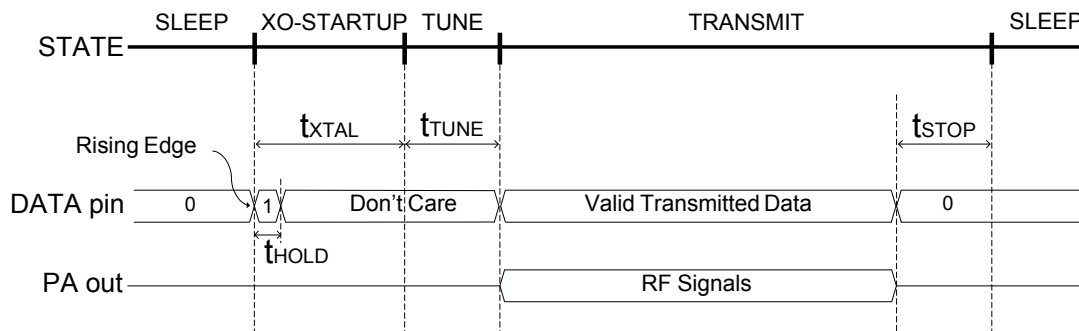 SLEEP XO-STARTUP TUNE TRANSMIT SLEEP
STATE
tXTAL tTUNE tSTOP
Rising Edge
DATA pin 0 1 Don't Care Valid Transmitted Data 0
tHOLD
PA out RF Signals